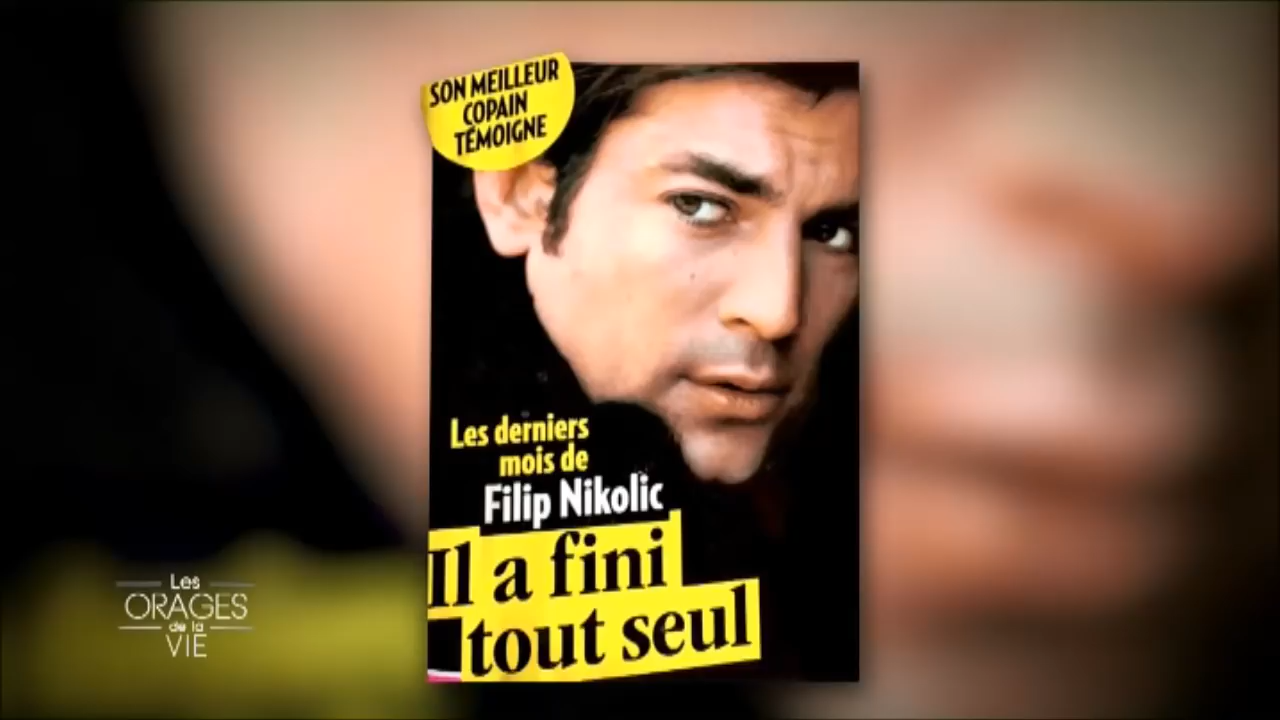 SON MEILLEUR
COPAIN
TÉMOIGNE
Les derniers
mois de
Filip Nikolic
Il a fini
tout seul
Les
ORAGES
de la
VIE